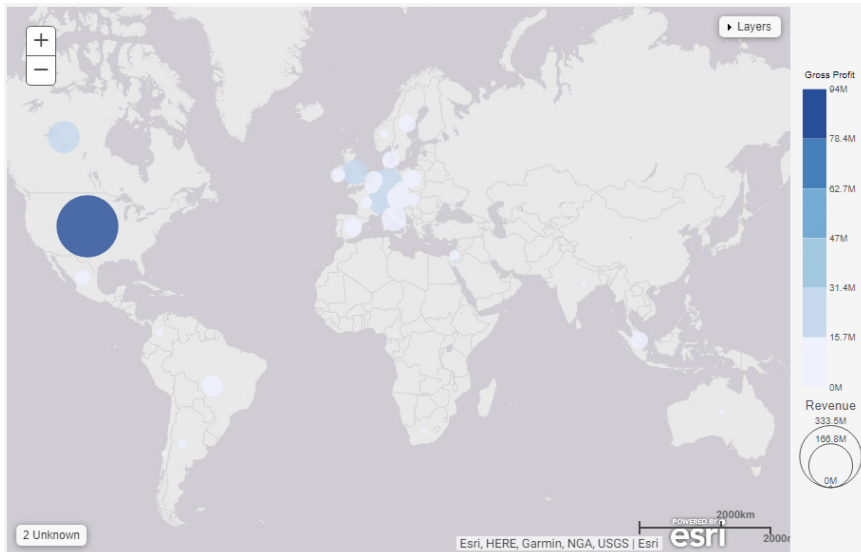 +
−
Layers
Gross Profit
94M
78.4M
62.7M
47M
31.4M
15.7M
0M
Revenue
333.5M
166.8M
0M
2 Unknown
2000km
2000m
POWERED BY
esri
Esri, HERE, Garmin, NGA, USGS | Esri